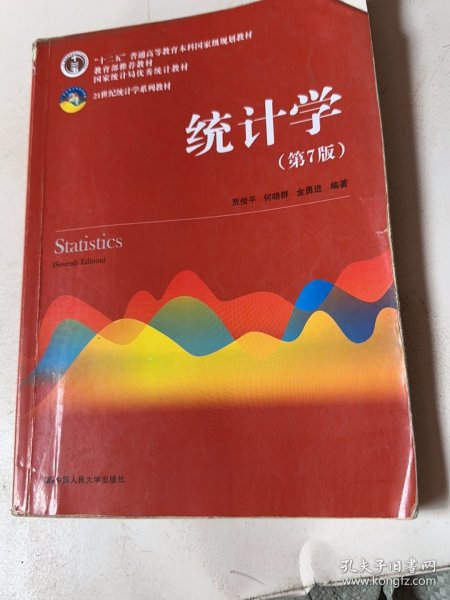 “十二五”普通高等教育本科国家级规划教材
教育部推荐教材
国家统计局优秀统计教材
21世纪统计学系列教材
统计学
（第7版）
贾俊平 何晓群 金勇进 编著
Statistics
(Seventh Edition)
中国人民大学出版社
孔夫子旧书网
www.kongfz.com